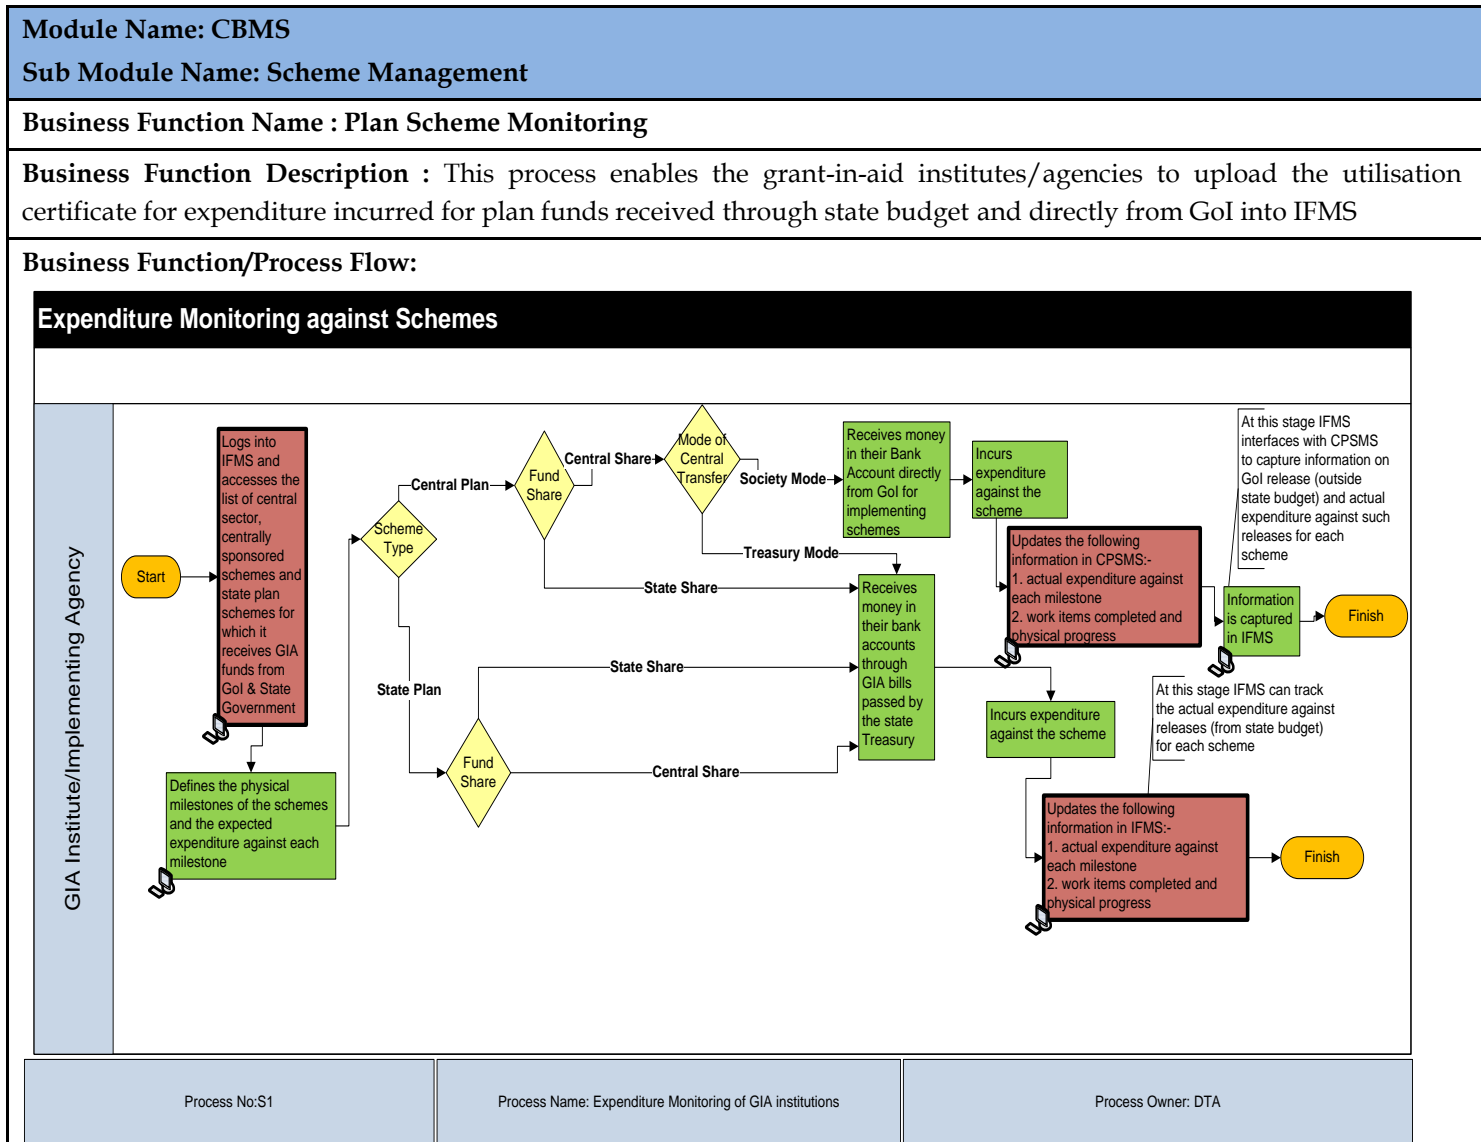 Module Name: CBMS
Sub Module Name: Scheme Management
Business Function Name : Plan Scheme Monitoring
Business Function Description : This process enables the grant-in-aid institutes/agencies to upload the utilisation
certificate for expenditure incurred for plan funds received through state budget and directly from GoI into IFMS
Business Function/Process Flow:
Expenditure Monitoring against Schemes
GIA Institute/Implementing Agency
Start
Logs into
IFMS and
accesses the
list of central
sector,
centrally
sponsored
schemes and
state plan
schemes for
which it
receives GIA
funds from
GoI & State
Government
Defines the physical
milestones of the schemes
and the expected
expenditure against each
milestone
Scheme
Type
Central Plan
State Plan
Fund
Share
Central Share
State Share
Mode of
Central
Transfer
Society Mode
Treasury Mode
Fund
Share
State Share
Central Share
Receives money
in their Bank
Account directly
from GoI for
implementing
schemes
Incurs
expenditure
against the
scheme
Updates the following
information in CPSMS:-
1. actual expenditure against
each milestone
2. work items completed and
physical progress
At this stage IFMS
interfaces with CPSMS
to capture information on
GoI release (outside
state budget) and actual
expenditure against such
releases for each
scheme
Information
is captured
in IFMS
Finish
Receives
money in
their bank
accounts
through
GIA bills
passed by
the state
Treasury
Incurs expenditure
against the scheme
At this stage IFMS can track
the actual expenditure against
releases (from state budget)
for each scheme
Updates the following
information in IFMS:-
1. actual expenditure against
each milestone
2. work items completed and
physical progress
Finish
Process No:S1
Process Name: Expenditure Monitoring of GIA institutions
Process Owner: DTA